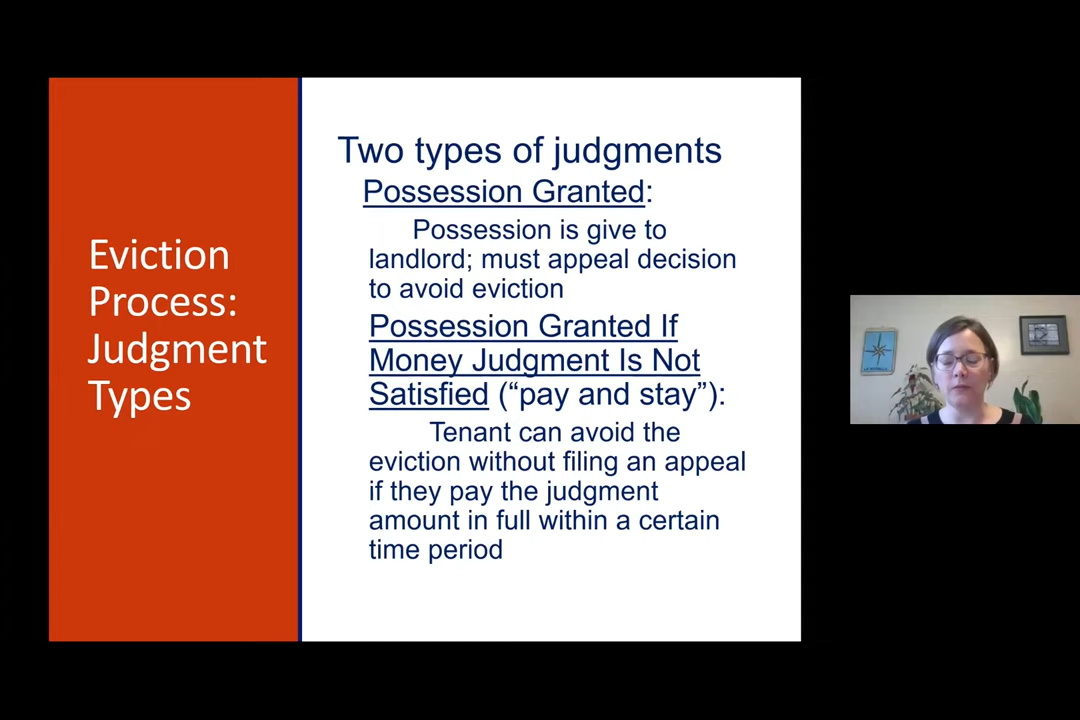 Eviction
Process:
Judgment
Types
Two types of judgments
Possession Granted:
Possession is give to
landlord; must appeal decision
to avoid eviction
Possession Granted If
Money Judgment Is Not
Satisfied (“pay and stay”):
Tenant can avoid the
eviction without filing an appeal
if they pay the judgment
amount in full within a certain
time period